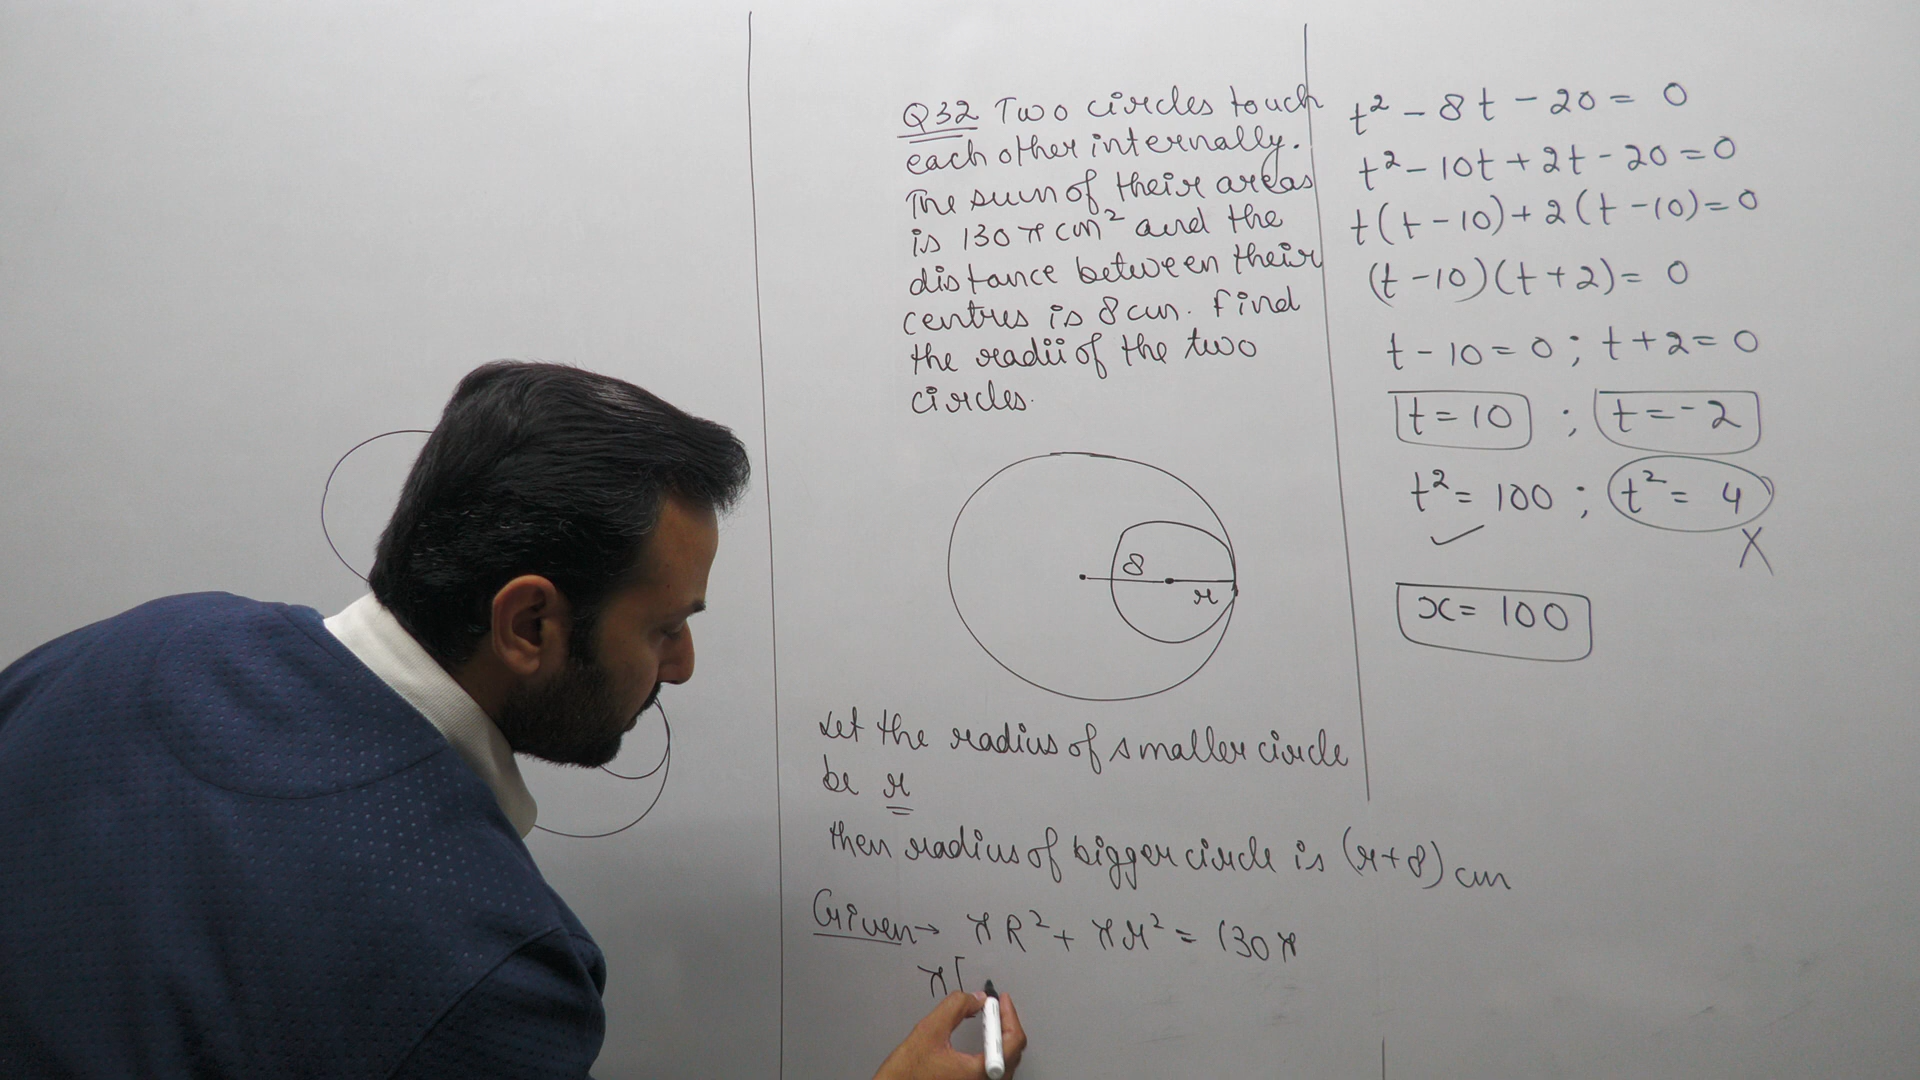 Q32 Two circles touch
each other internally.
The sum of their areas
is 130 π cm² and the
distance between their
centres is 8 cm. Find
the radii of the two
circles.
8
r
Let the radius of smaller circle
be r
then radius of bigger circle is (r+8) cm
Given→ πR² + πr² = 130π
π[
t² - 8t - 20 = 0
t² - 10t + 2t - 20 = 0
t(t - 10) + 2(t - 10) = 0
(t - 10)(t + 2) = 0
t - 10 = 0 ; t + 2 = 0
t = 10 ; t = -2
t² = 100 ; t² = 4
✓ X
x = 100